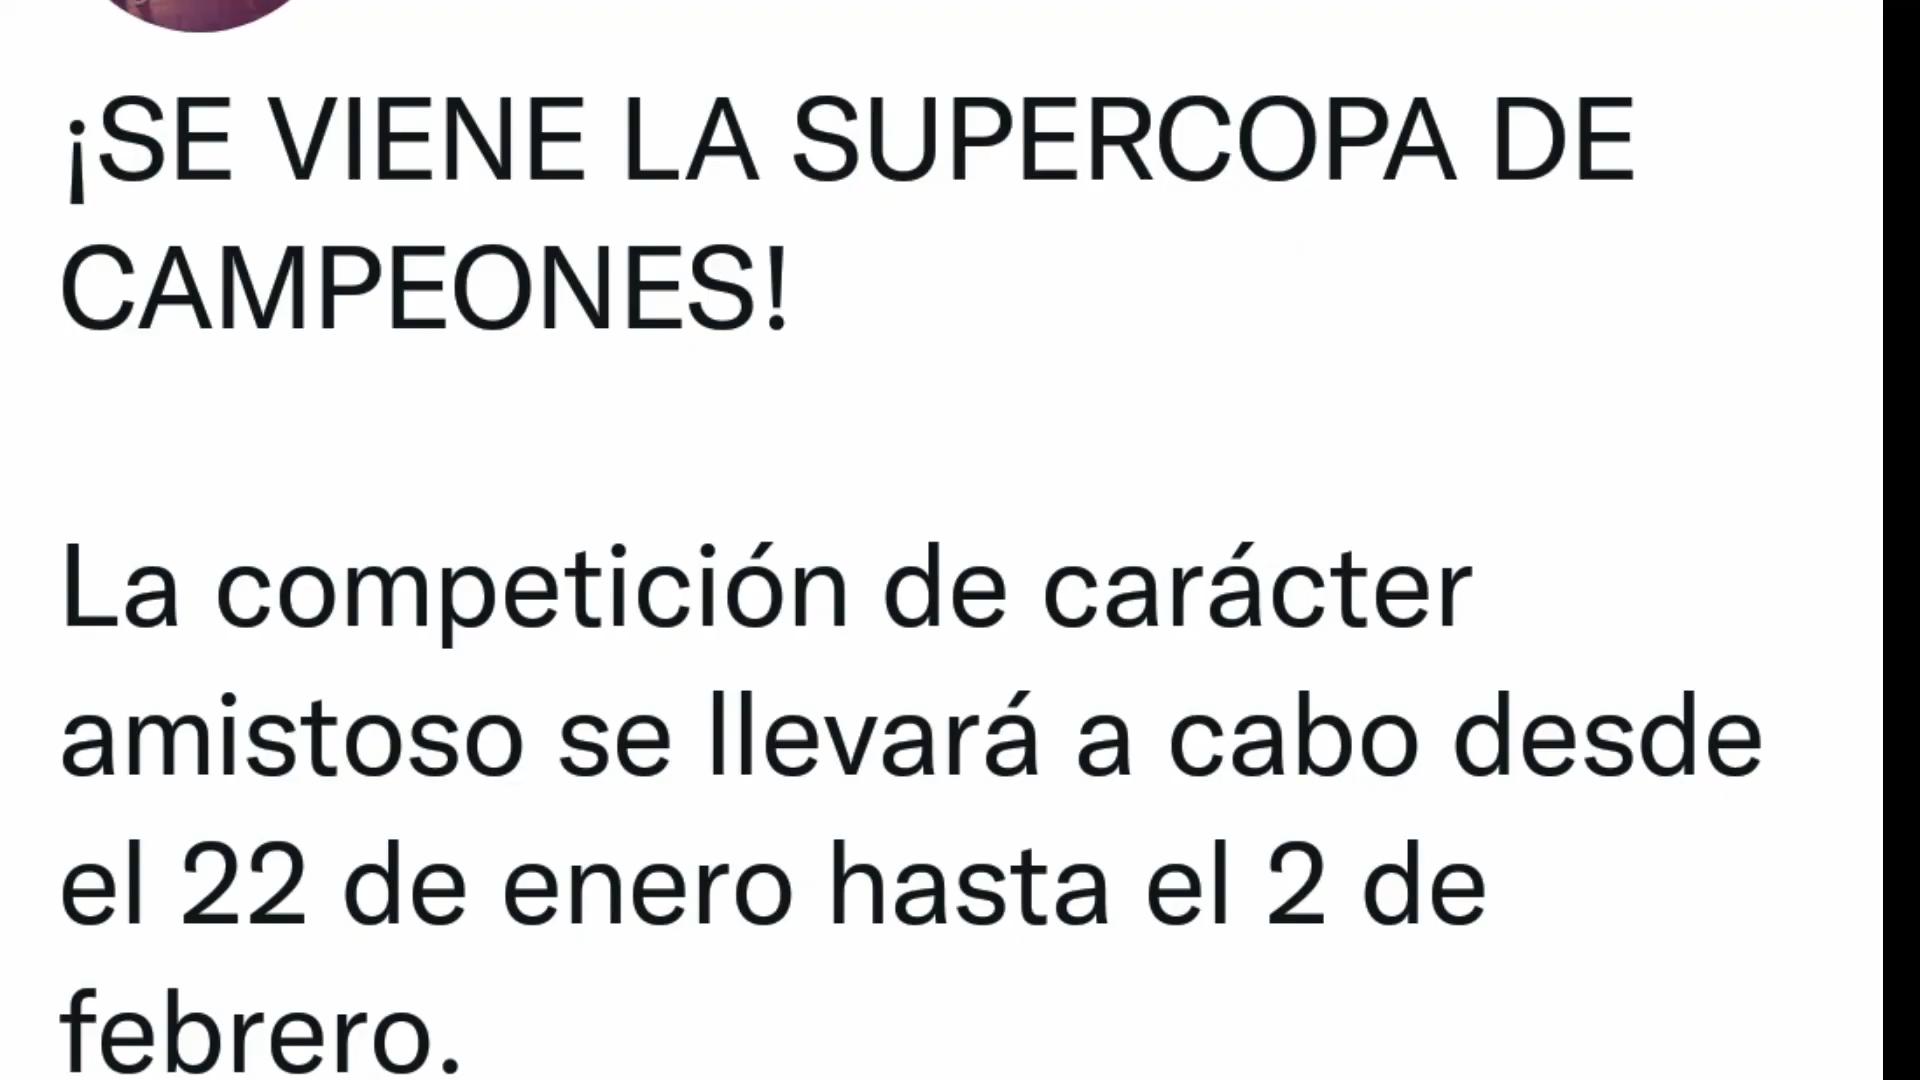 ¡SE VIENE LA SUPERCOPA DE
CAMPEONES!
La competición de carácter
amistoso se llevará a cabo desde
el 22 de enero hasta el 2 de
febrero.